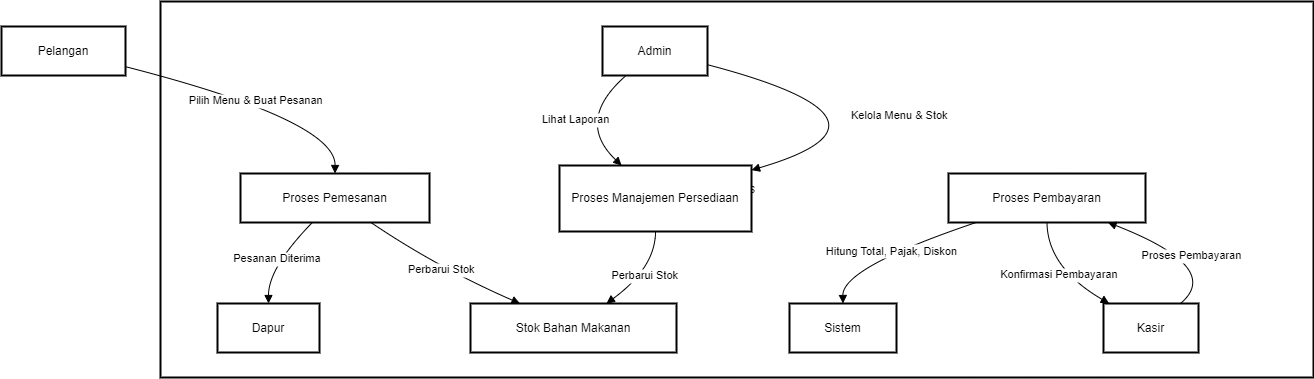 Pelangan
Admin
Pilih Menu & Buat Pesanan
Lihat Laporan
Kelola Menu & Stok
Proses Pemesanan
Proses Manajemen Persediaan
Proses Pembayaran
Pesanan Diterima
Perbarui Stok
Perbarui Stok
Hitung Total, Pajak, Diskon
Konfirmasi Pembayaran
Proses Pembayaran
Dapur
Stok Bahan Makanan
Sistem
Kasir